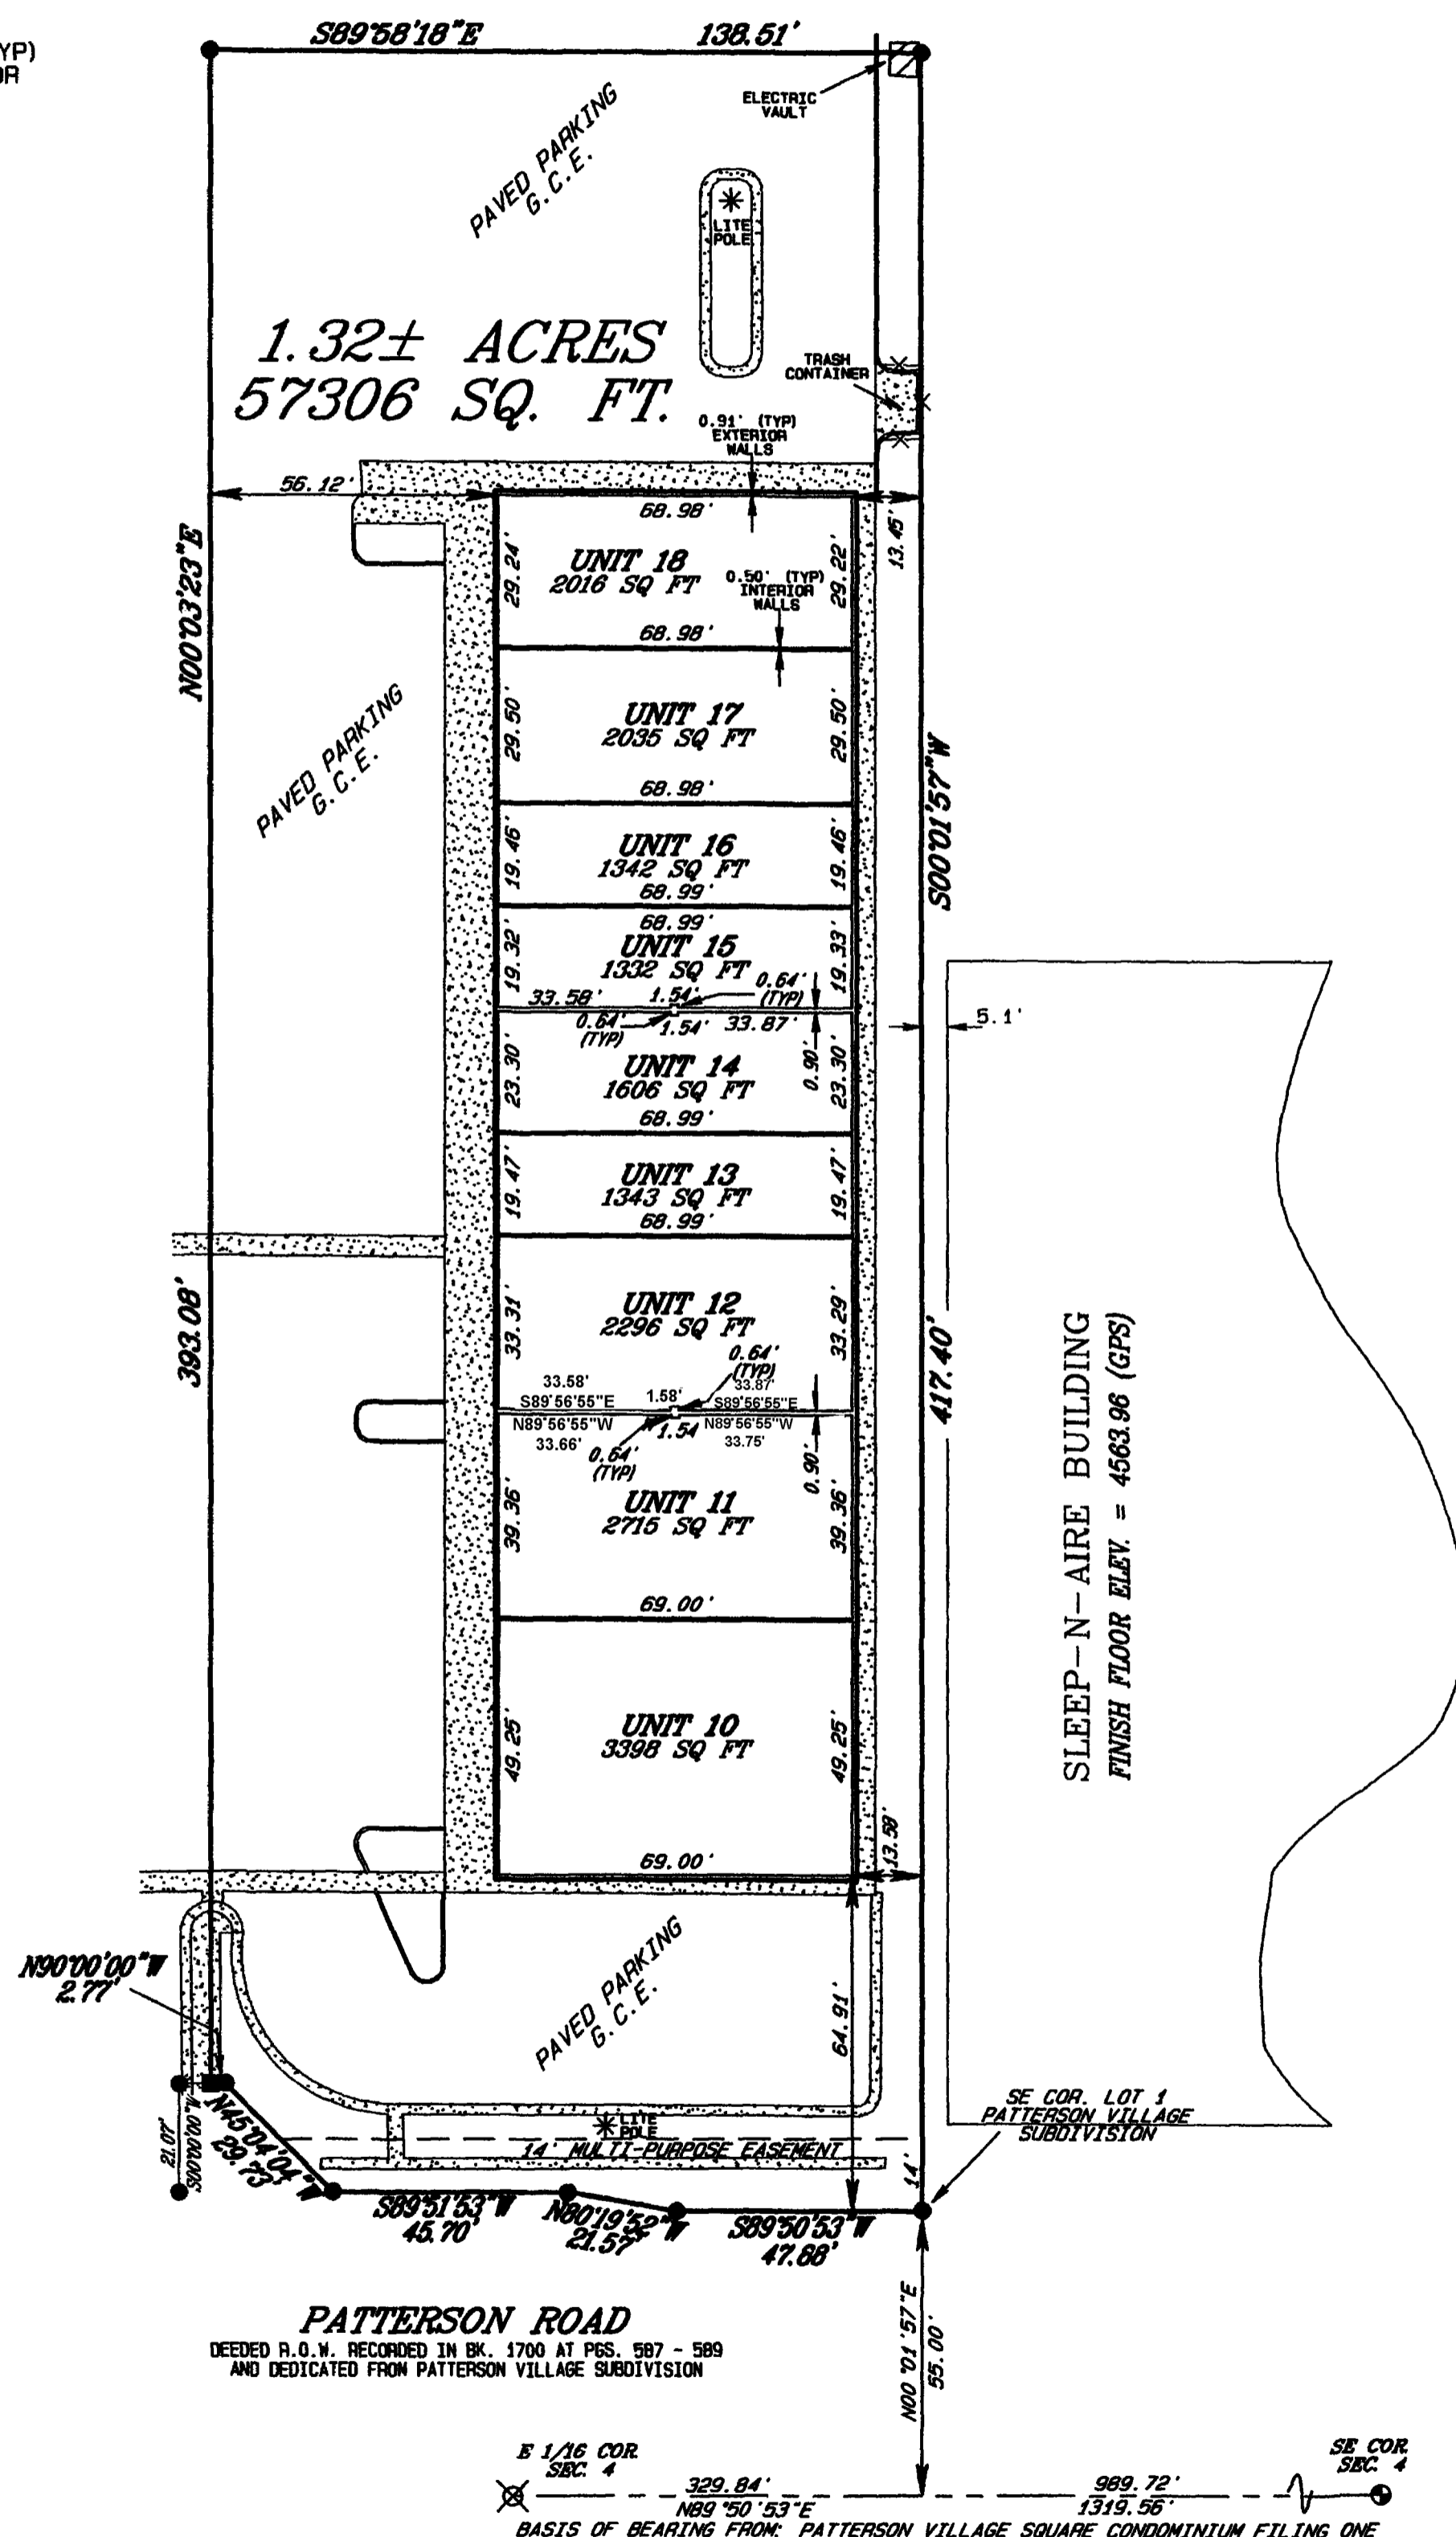 YP)
OR
S89°58'18"E 138.51'
ELECTRIC
VAULT
PAVED PARKING
G.C.E.
LITE
POLE
1.32± ACRES
57306 SQ. FT.
TRASH
CONTAINER
0.91' (TYP)
EXTERIOR
WALLS
56.12'
13.45'
68.98'
N00°03'23"E
29.24'
UNIT 18
2016 SQ FT
29.22'
0.50' (TYP)
INTERIOR
WALLS
68.98'
PAVED PARKING
G.C.E.
29.50'
UNIT 17
2035 SQ FT
29.50'
68.98'
S00°01'57"W
19.46'
UNIT 16
1342 SQ FT
19.46'
68.99'
68.99'
19.32'
UNIT 15
1332 SQ FT
19.33'
0.64'
(TYP)
33.58' 1.54'
0.64'
(TYP)
1.54' 33.87'
0.90'
5.1'
23.30'
UNIT 14
1606 SQ FT
23.30'
68.99'
19.47'
UNIT 13
1343 SQ FT
19.47'
68.99'
393.08'
417.40'
33.31'
UNIT 12
2296 SQ FT
33.29'
0.64'
(TYP)
33.58' 1.58' 33.87'
S89°56'55"E S89°56'55"E
N89°56'55"W 1.54 N89°56'55"W
33.66' 33.75'
0.64'
(TYP)
0.90'
39.36'
UNIT 11
2715 SQ FT
39.36'
69.00'
SLEEP-N-AIRE BUILDING
FINISH FLOOR ELEV. = 4563.96 (GPS)
49.25'
UNIT 10
3398 SQ FT
49.25'
69.00'
13.59'
N90°00'00"W
2.77'
PAVED PARKING
G.C.E.
64.91'
21.07'
S00°00'00"W
N45°04'04"W
29.73'
LITE
POLE
14' MULTI-PURPOSE EASEMENT
14'
SE COR. LOT 1
PATTERSON VILLAGE
SUBDIVISION
S89°51'53"W
45.70'
N80°19'52"W
21.57'
S89°50'53"W
47.88'
PATTERSON ROAD
DEEDED R.O.W. RECORDED IN BK. 1700 AT PGS. 587 - 589
AND DEDICATED FROM PATTERSON VILLAGE SUBDIVISION
N00°01'57"E
55.00'
E 1/16 COR
SEC. 4
SE COR
SEC. 4
329.84' 989.72'
N89°50'53"E 1319.56'
BASIS OF BEARING FROM: PATTERSON VILLAGE SQUARE CONDOMINIUM FILING ONE